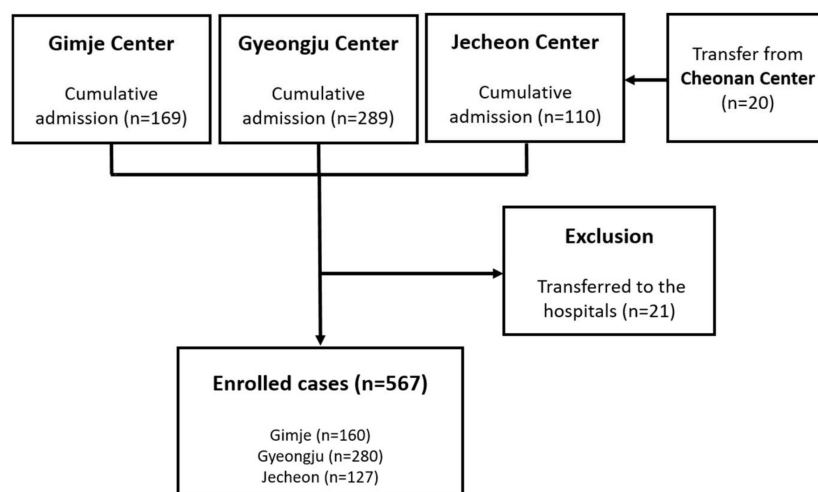 Gimje Center
Cumulative
admission (n=169)
Gyeongju Center
Cumulative
admission (n=289)
Jecheon Center
Cumulative
admission (n=110)
Transfer from
Cheonan Center
(n=20)
Exclusion
Transferred to the
hospitals (n=21)
Enrolled cases (n=567)
Gimje (n=160)
Gyeongju (n=280)
Jecheon (n=127)